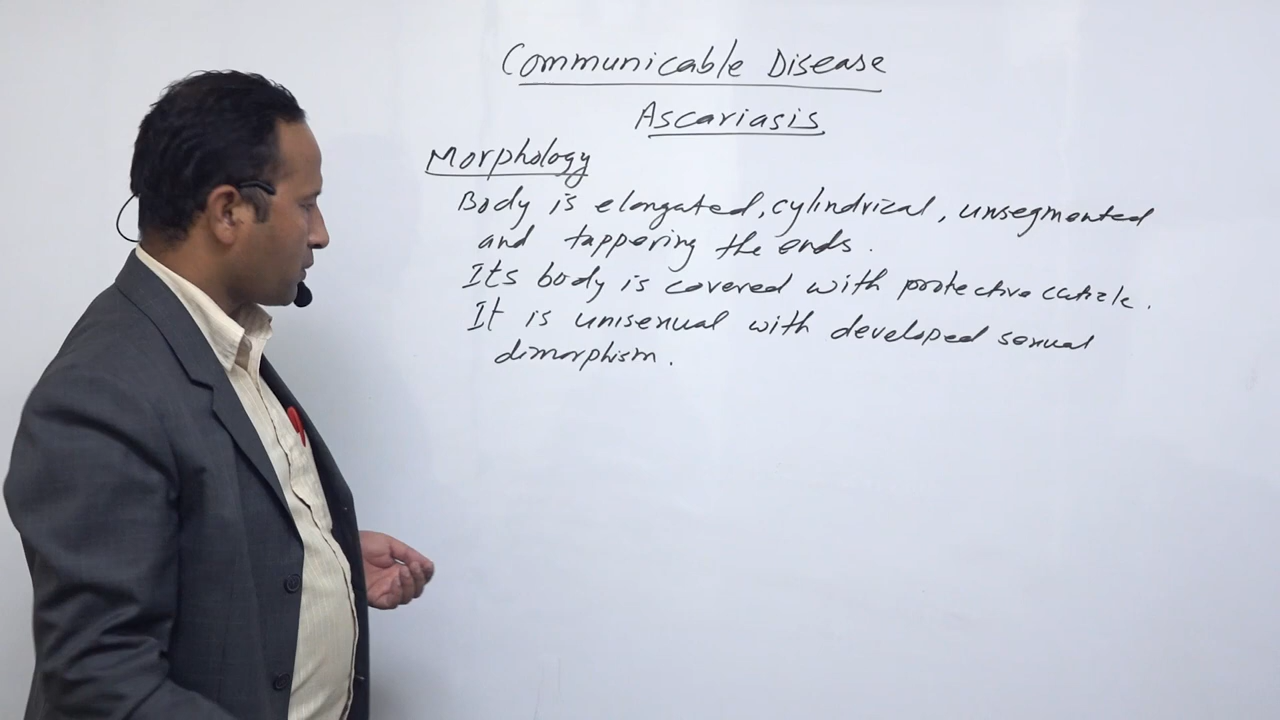 Communicable Disease
Ascariasis
Morphology
Body is elongated, cylindrical, unsegmented
and tappering the ends.
Its body is covered with protective cuticle.
It is unisexual with developed sexual
dimorphism.